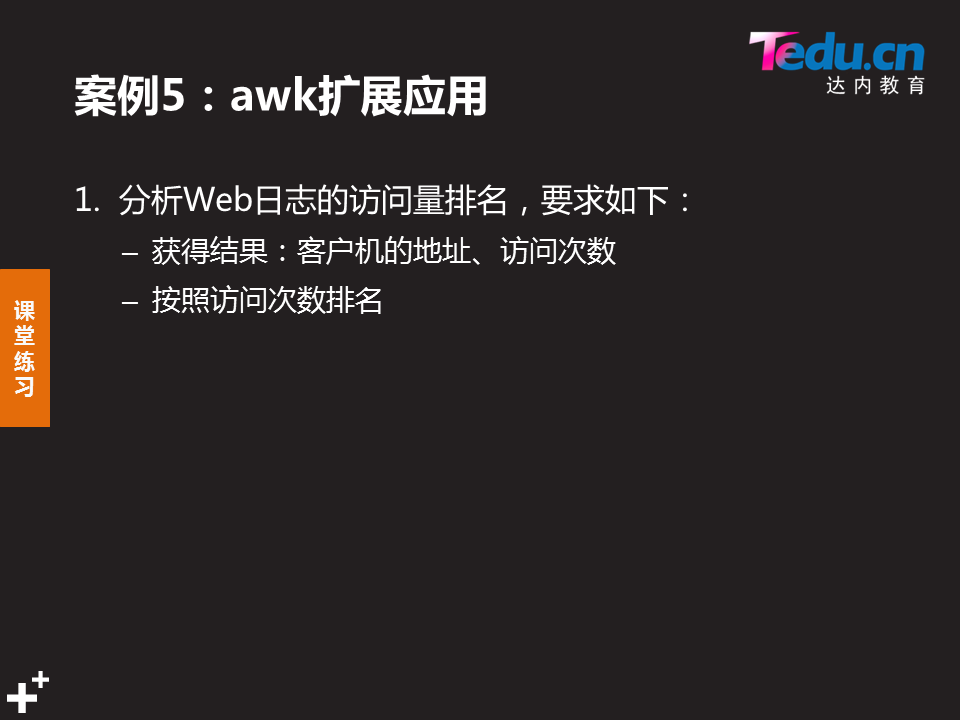 Tedu.cn
达内教育
案例5：awk扩展应用
1. 分析Web日志的访问量排名，要求如下：
– 获得结果：客户机的地址、访问次数
– 按照访问次数排名
课
堂
练
习